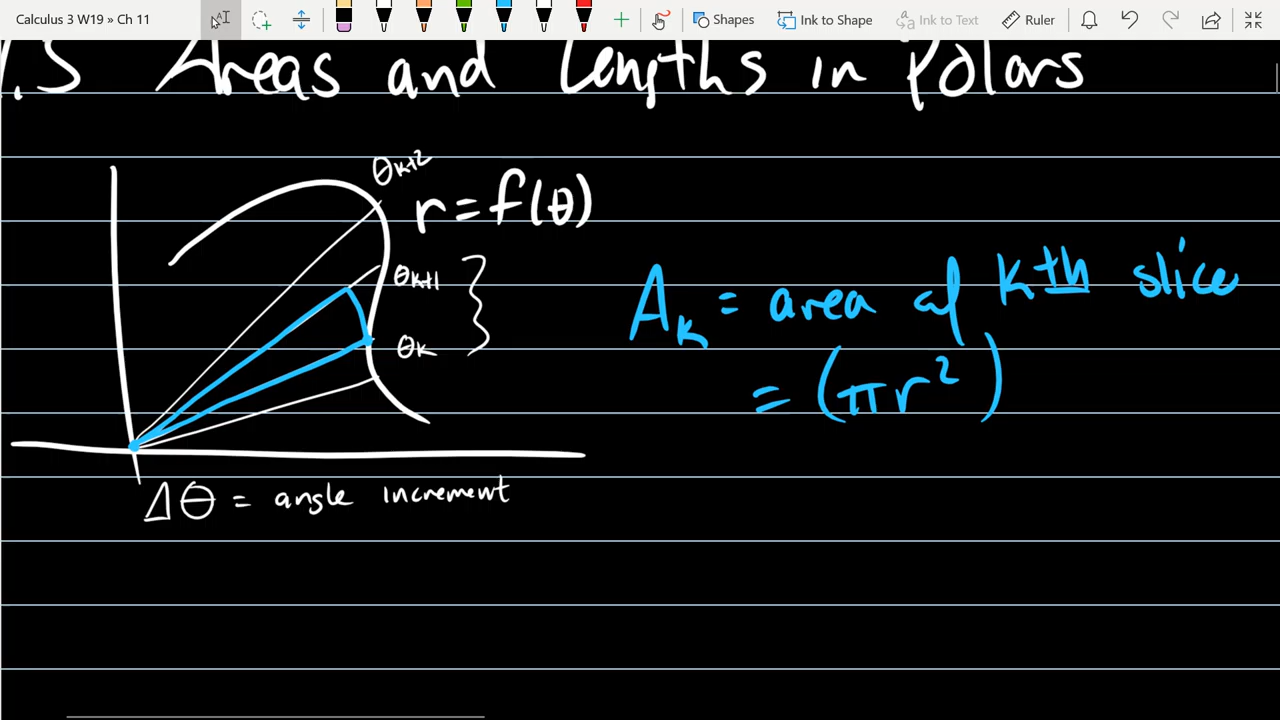 Calculus 3 W19 » Ch 11
Shapes
Ink to Shape
Ink to Text
Ruler
.5 Areas and Lengths in Polars
θk+2
r = f(θ)
θk+1
θk
Δθ = angle increment
Ak = area of kth slice
= (πr²)